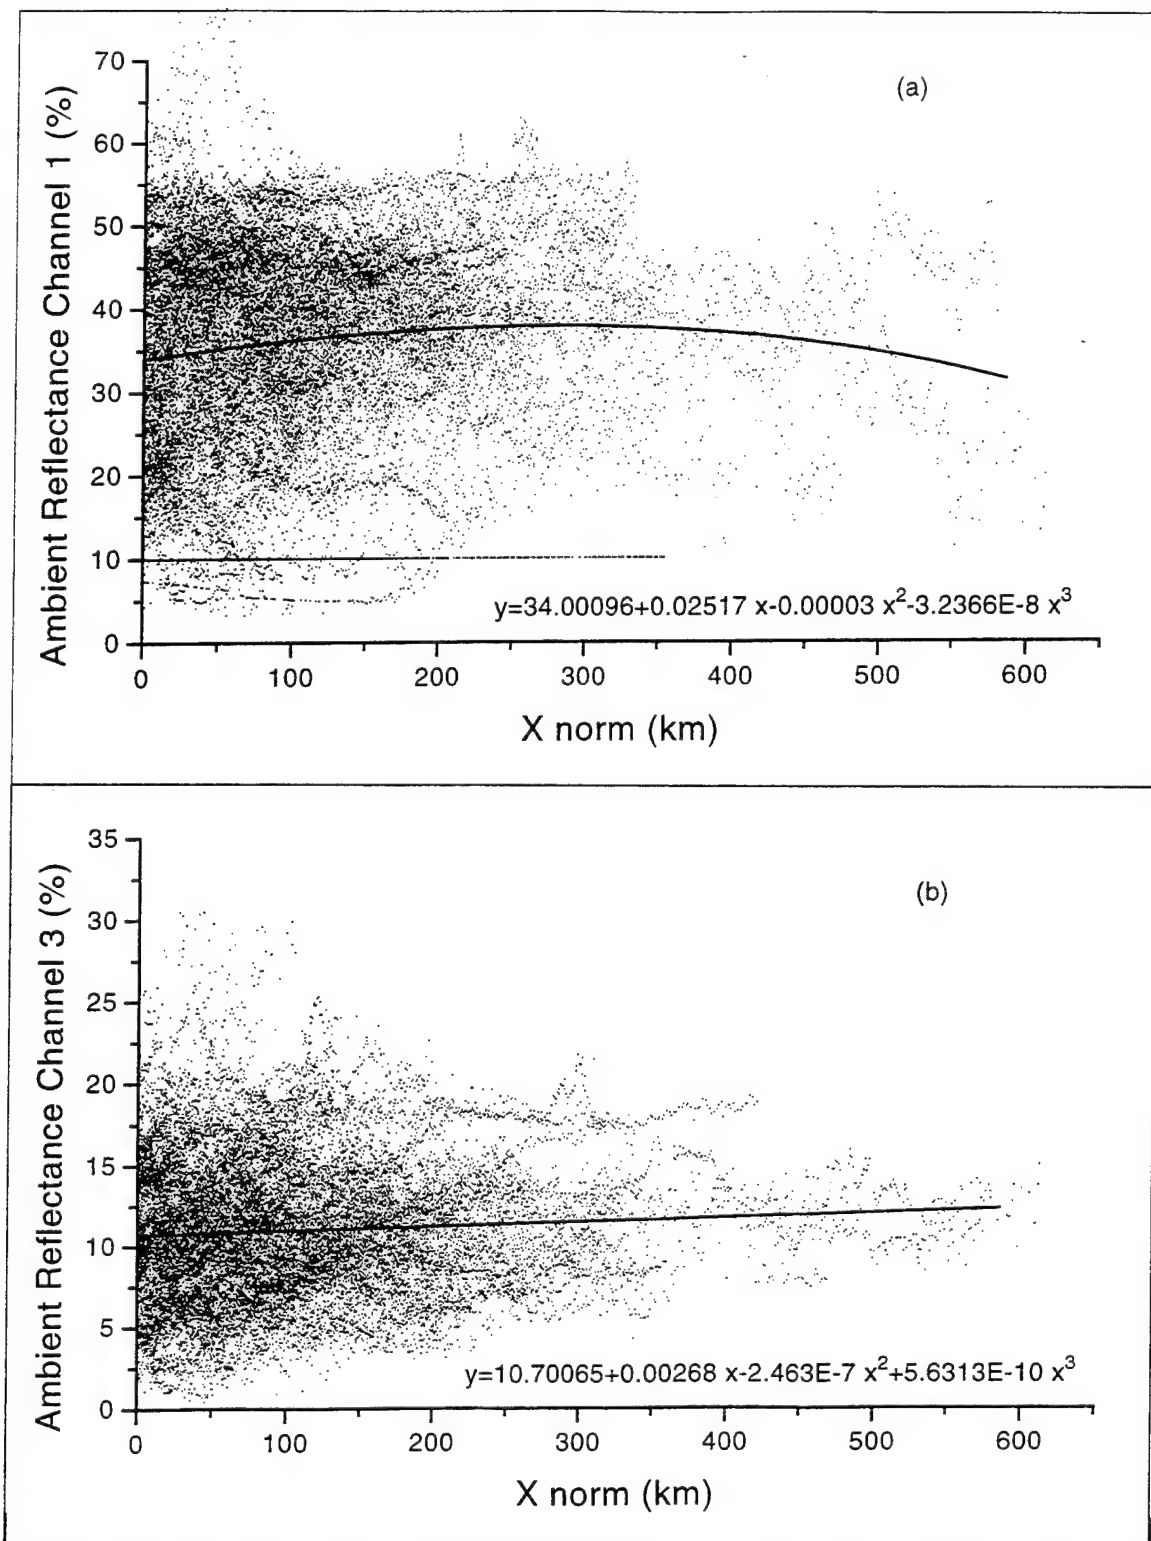 (a)
Ambient Reflectance Channel 1 (%)
70
60
50
40
30
20
10
0
y=34.00096+0.02517 x-0.00003 x²-3.2366E-8 x³
0 100 200 300 400 500 600
X norm (km)
(b)
Ambient Reflectance Channel 3 (%)
35
30
25
20
15
10
5
0
y=10.70065+0.00268 x-2.463E-7 x²+5.6313E-10 x³
0 100 200 300 400 500 600
X norm (km)